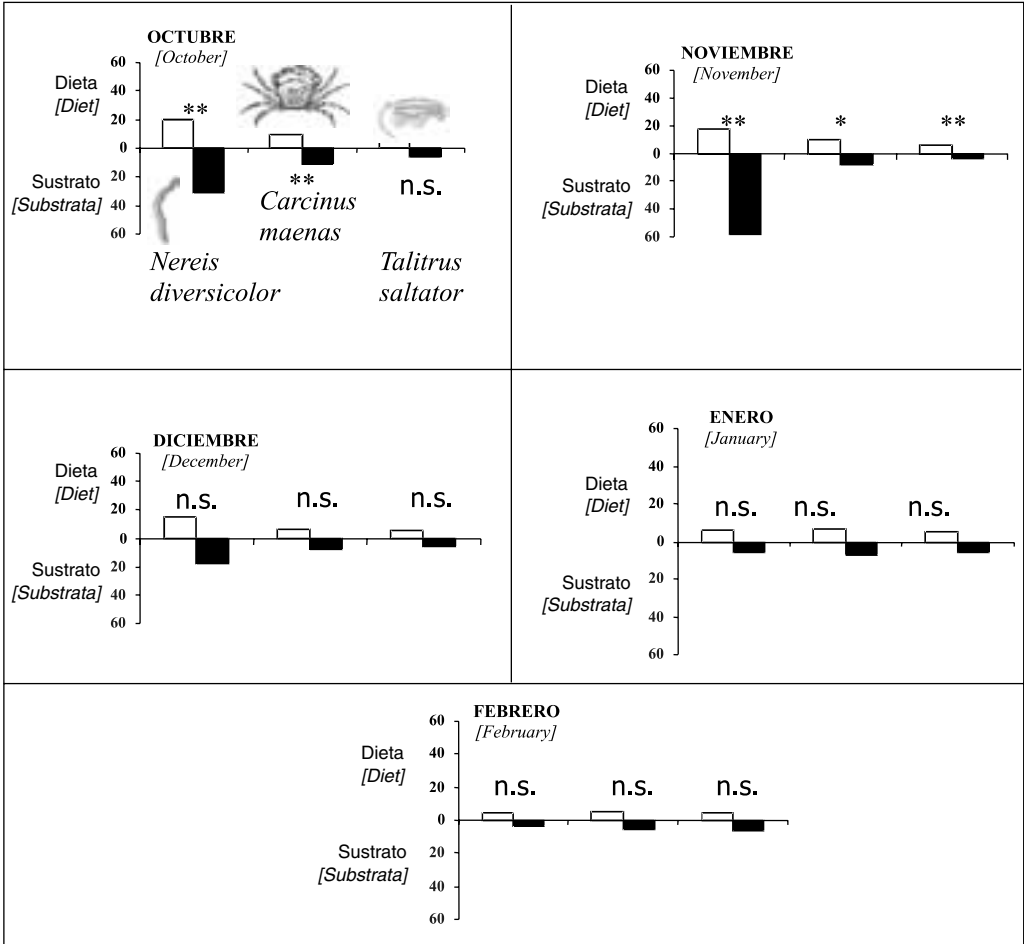 OCTUBRE
[October]
60
Dieta
[Diet]
40
20
0
20
40
60
Sustrato
[Substrata]
**
**
n.s.
Nereis
diversicolor
Carcinus
maenas
Talitrus
saltator
NOVIEMBRE
[November]
60
Dieta
[Diet]
40
20
0
20
40
60
Sustrato
[Substrata]
**
*
**
DICIEMBRE
[December]
60
Dieta
[Diet]
40
20
0
20
40
60
Sustrato
[Substrata]
n.s.
n.s.
n.s.
ENERO
[January]
60
Dieta
[Diet]
40
20
0
20
40
60
Sustrato
[Substrata]
n.s.
n.s.
n.s.
FEBRERO
[February]
60
Dieta
[Diet]
40
20
0
20
40
60
Sustrato
[Substrata]
n.s.
n.s.
n.s.